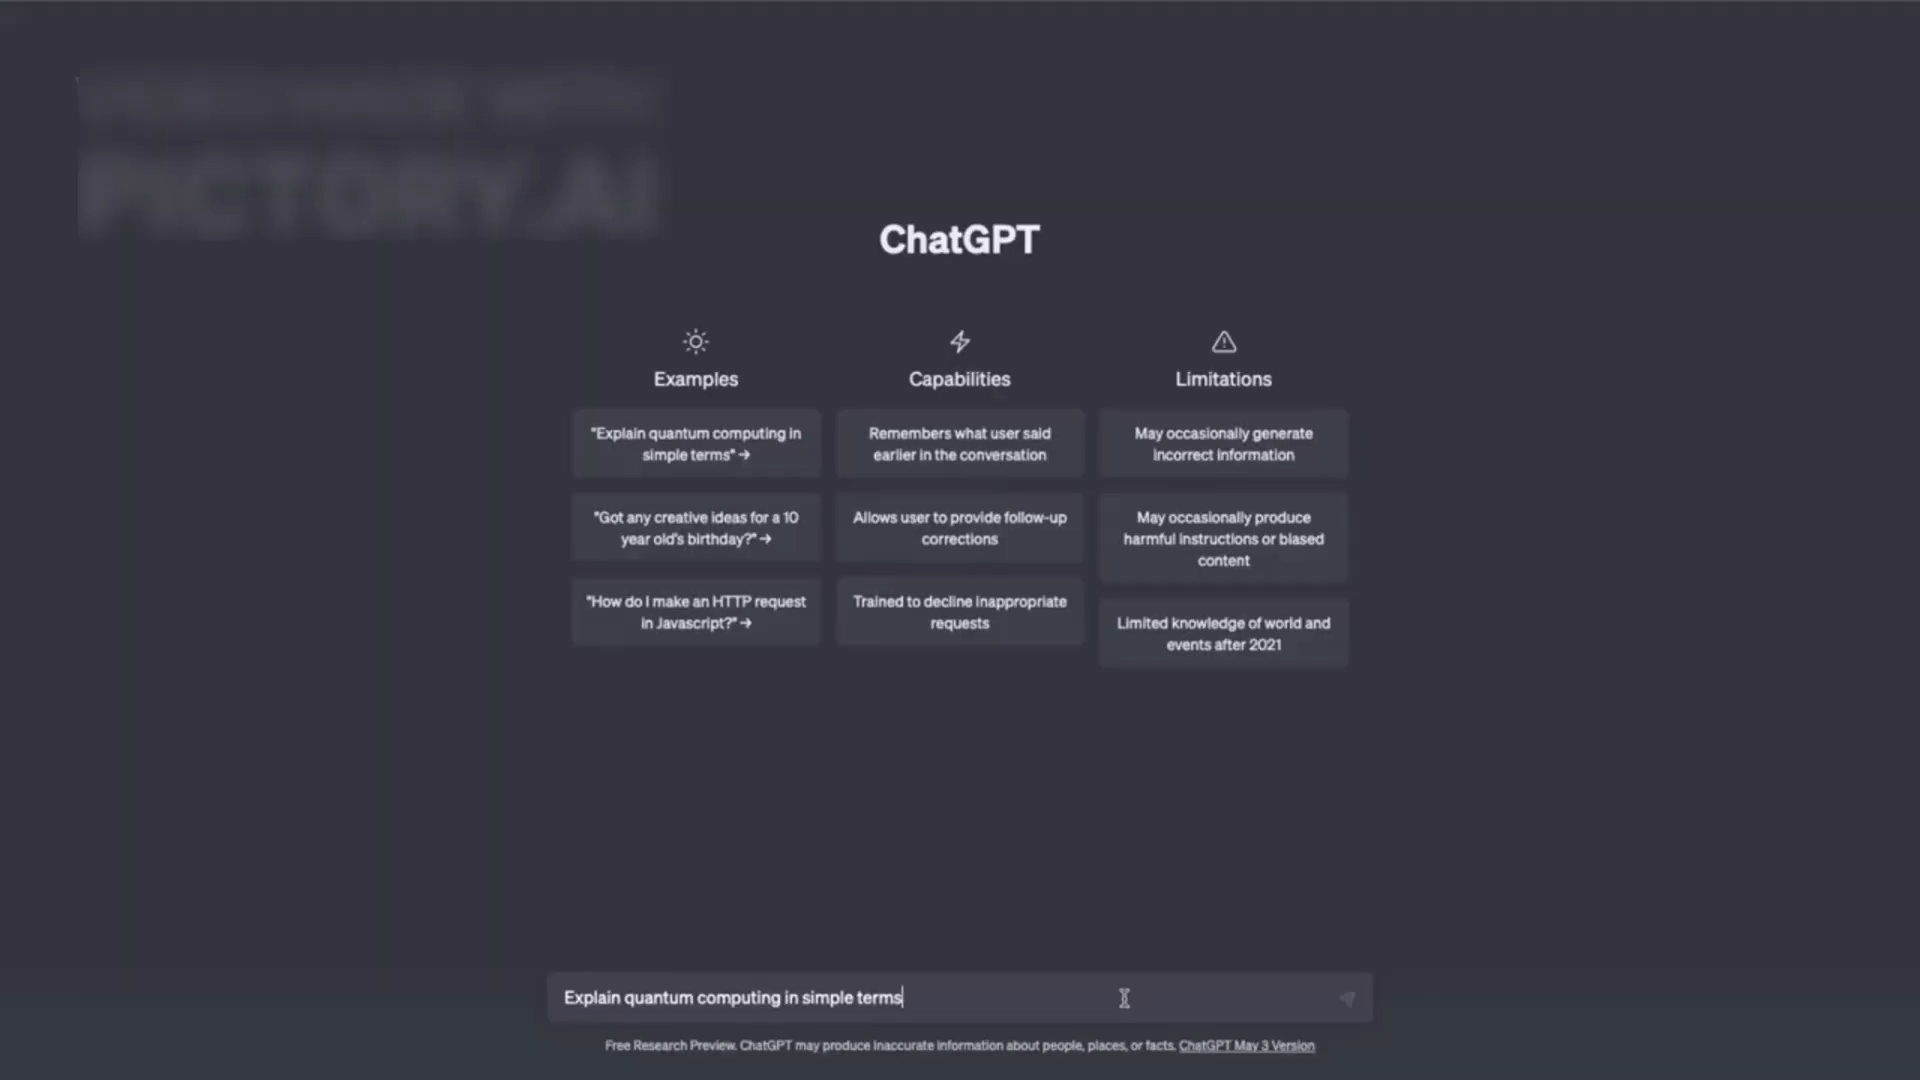 PICTORY.AI
ChatGPT
Examples
"Explain quantum computing in
simple terms" →
"Got any creative ideas for a 10
year old's birthday?" →
"How do I make an HTTP request
in Javascript?" →
Capabilities
Remembers what user said
earlier in the conversation
Allows user to provide follow-up
corrections
Trained to decline inappropriate
requests
Limitations
May occasionally generate
incorrect information
May occasionally produce
harmful instructions or biased
content
Limited knowledge of world and
events after 2021
Explain quantum computing in simple terms
Free Research Preview. ChatGPT may produce inaccurate information about people, places, or facts. ChatGPT May 3 Version